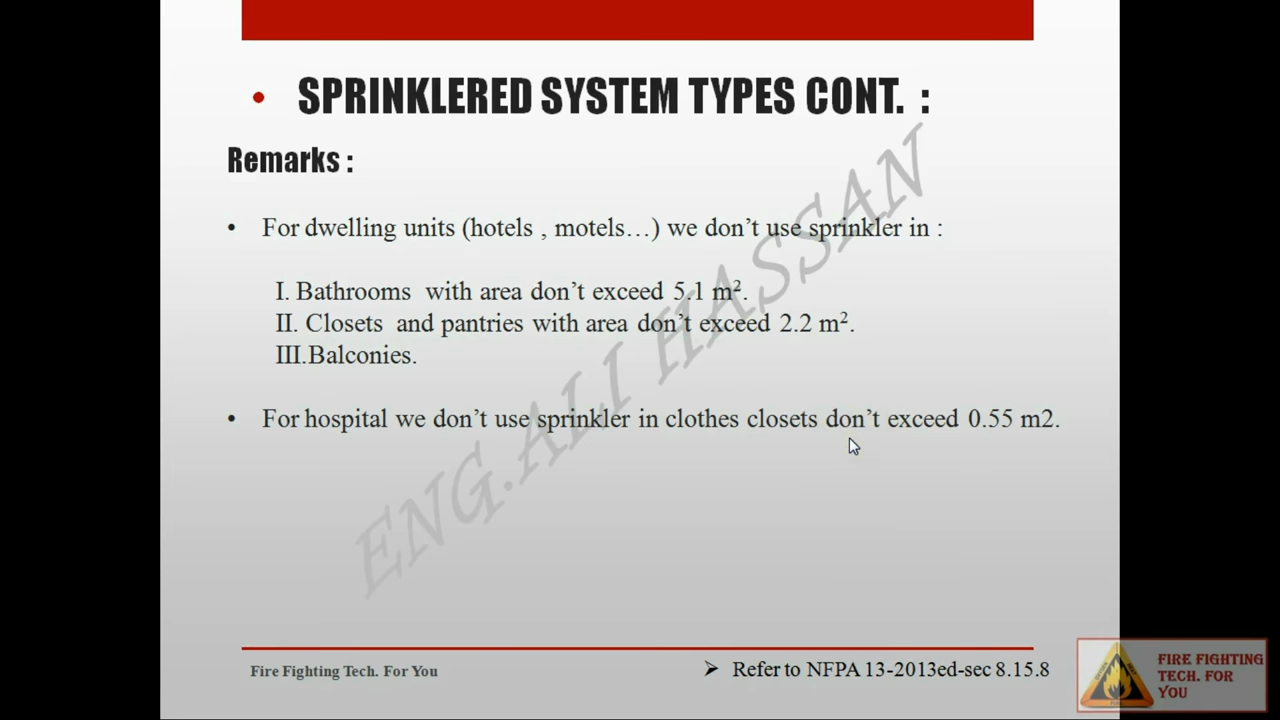 • SPRINKLERED SYSTEM TYPES CONT. :
Remarks :
• For dwelling units (hotels , motels…) we don’t use sprinkler in :
I. Bathrooms with area don’t exceed 5.1 m².
II. Closets and pantries with area don’t exceed 2.2 m².
III.Balconies.
• For hospital we don’t use sprinkler in clothes closets don’t exceed 0.55 m2.
ENG.ALI HASSAN
Fire Fighting Tech. For You
➢ Refer to NFPA 13-2013ed-sec 8.15.8
FIRE FIGHTING
TECH. FOR
YOU